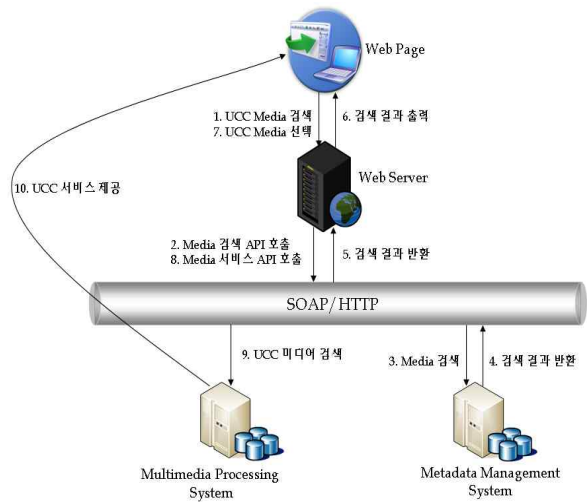 Web Page
1. UCC Media 검색
7. UCC Media 선택
6. 검색 결과 출력
Web Server
10. UCC 서비스 제공
2. Media 검색 API 호출
8. Media 서비스 API 호출
5. 검색 결과 반환
SOAP/HTTP
9. UCC 미디어 검색
3. Media 검색
4. 검색 결과 반환
Multimedia Processing
System
Metadata Management
System